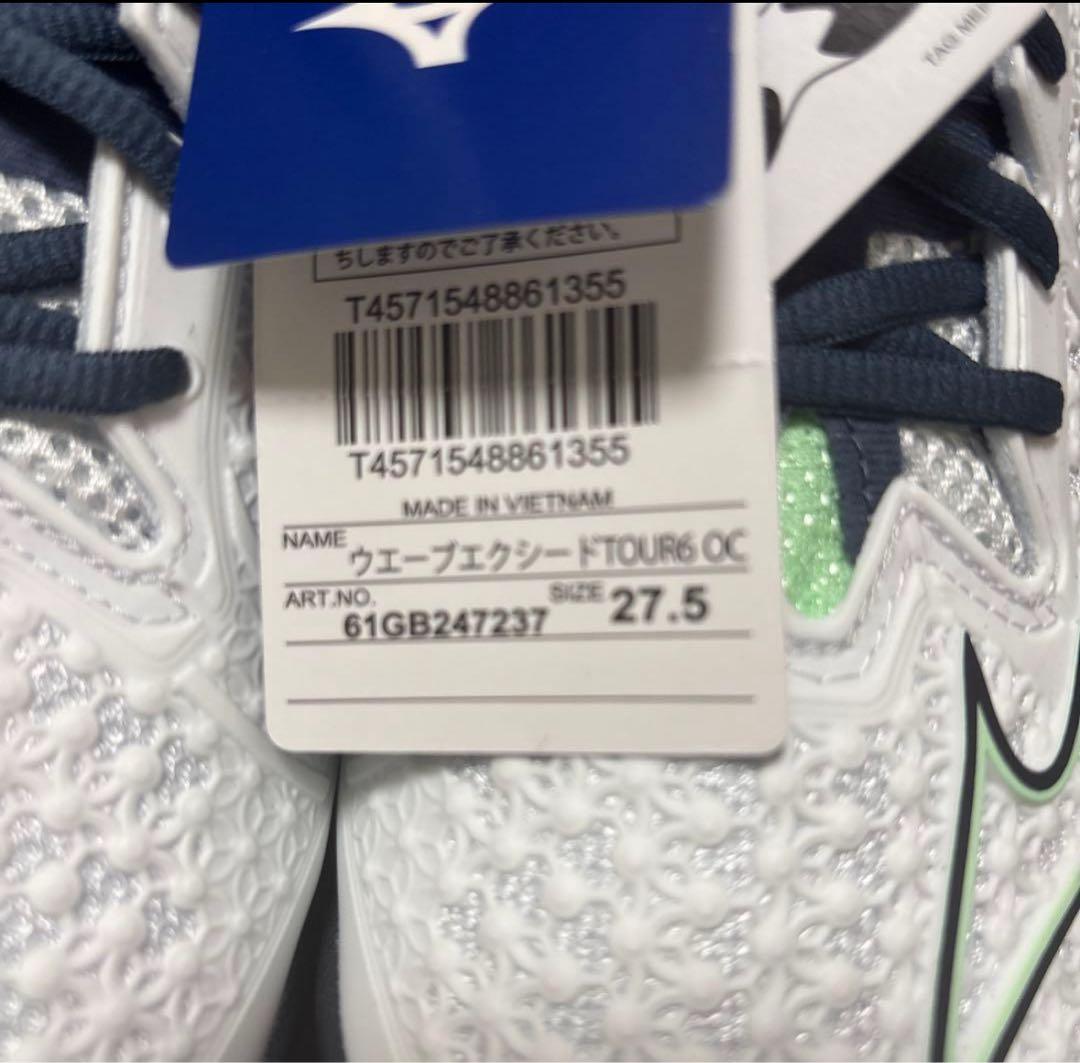 TAG ME
ちしますのでご了承ください。
T4571548861355
T4571548861355
MADE IN VIETNAM
NAME ウエーブエクシードTOUR6 OC
ART.NO. 61GB247237 SIZE 27.5